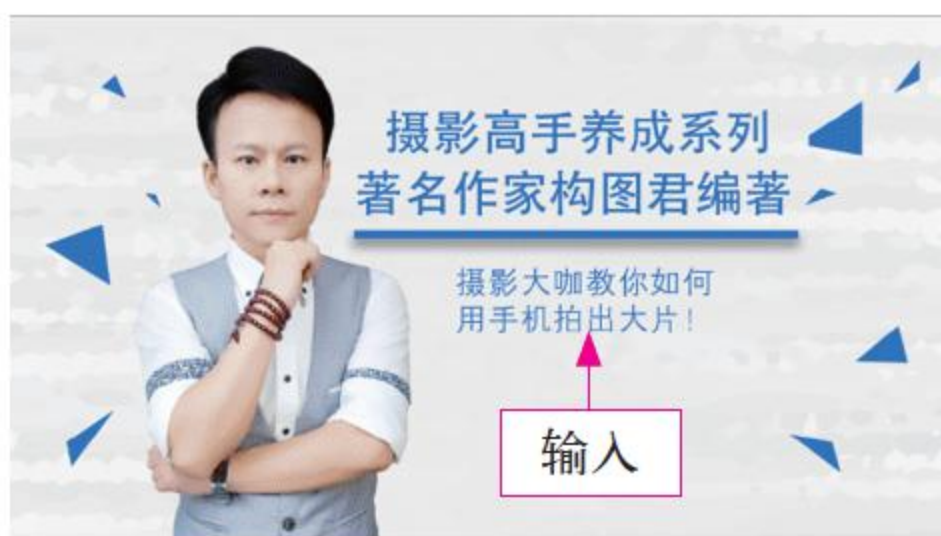 摄影高手养成系列
著名作家构图君编著
摄影大咖教你如何
用手机拍出大片！
输入